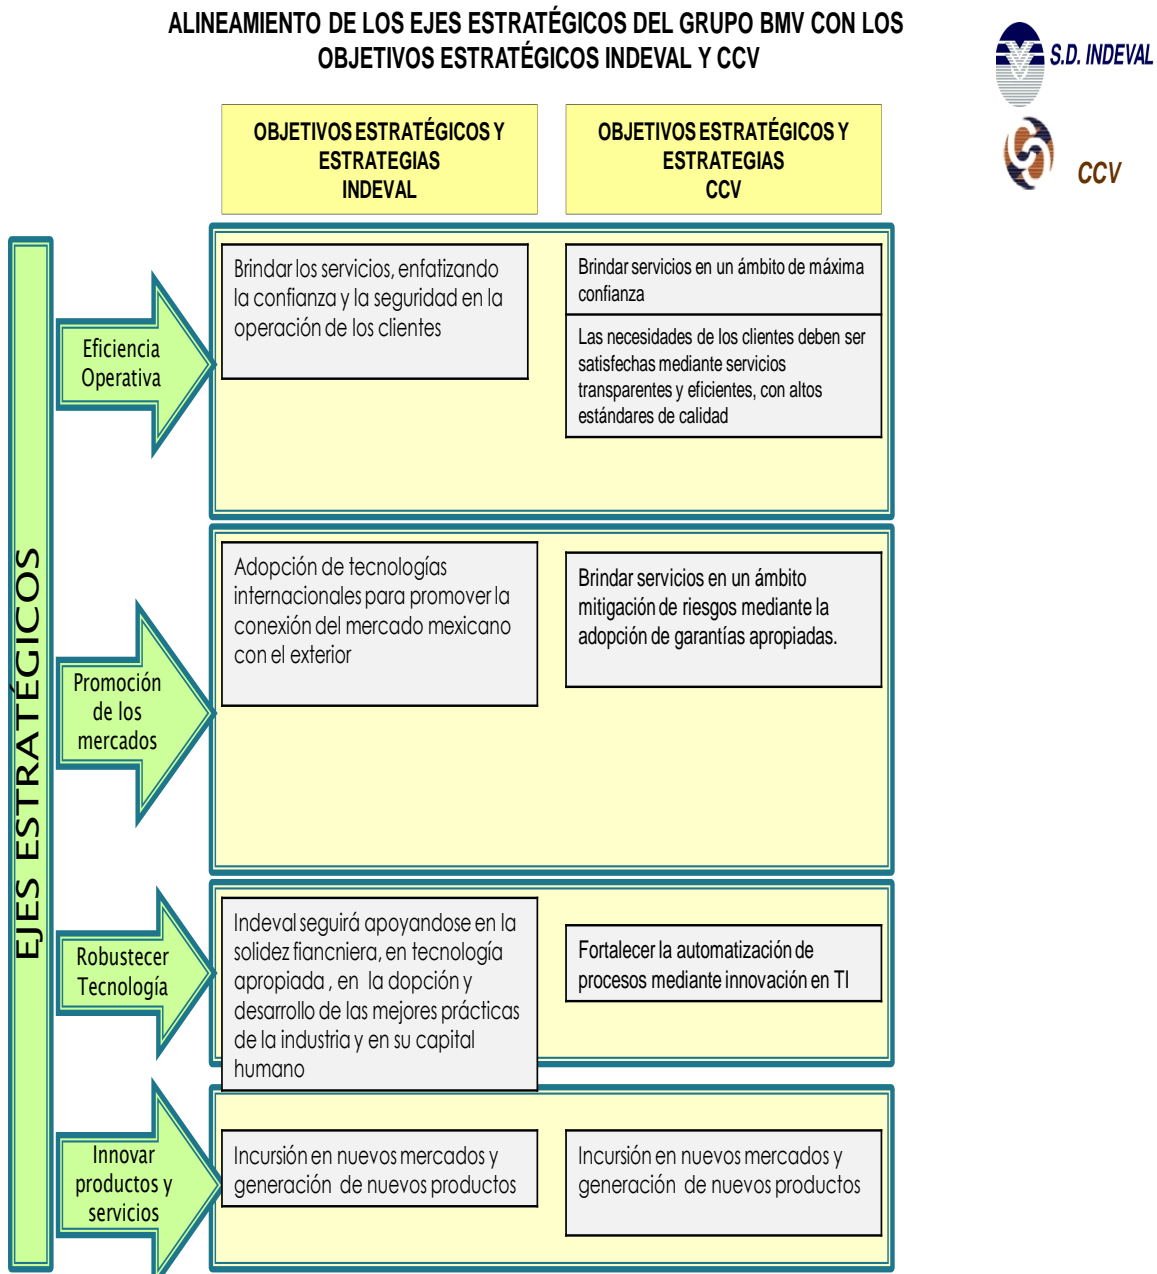 ALINEAMIENTO DE LOS EJES ESTRATÉGICOS DEL GRUPO BMV CON LOS
OBJETIVOS ESTRATÉGICOS INDEVAL Y CCV
S.D. INDEVAL
CCV
OBJETIVOS ESTRATÉGICOS Y
ESTRATEGIAS
INDEVAL
OBJETIVOS ESTRATÉGICOS Y
ESTRATEGIAS
CCV
EJES ESTRATÉGICOS
Eficiencia
Operativa
Brindar los servicios, enfatizando
la confianza y la seguridad en la
operación de los clientes
Brindar servicios en un ámbito de máxima
confianza
Las necesidades de los clientes deben ser
satisfechas mediante servicios
transparentes y eficientes, con altos
estándares de calidad
Promoción
de los
mercados
Adopción de tecnologías
internacionales para promover la
conexión del mercado mexicano
con el exterior
Brindar servicios en un ámbito
mitigación de riesgos mediante la
adopción de garantías apropiadas.
Robustecer
Tecnología
Indeval seguirá apoyandose en la
solidez fiancniera, en tecnología
apropiada , en la dopción y
desarrollo de las mejores prácticas
de la industria y en su capital
humano
Fortalecer la automatización de
procesos mediante innovación en TI
Innovar
productos y
servicios
Incursión en nuevos mercados y
generación de nuevos productos
Incursión en nuevos mercados y
generación de nuevos productos